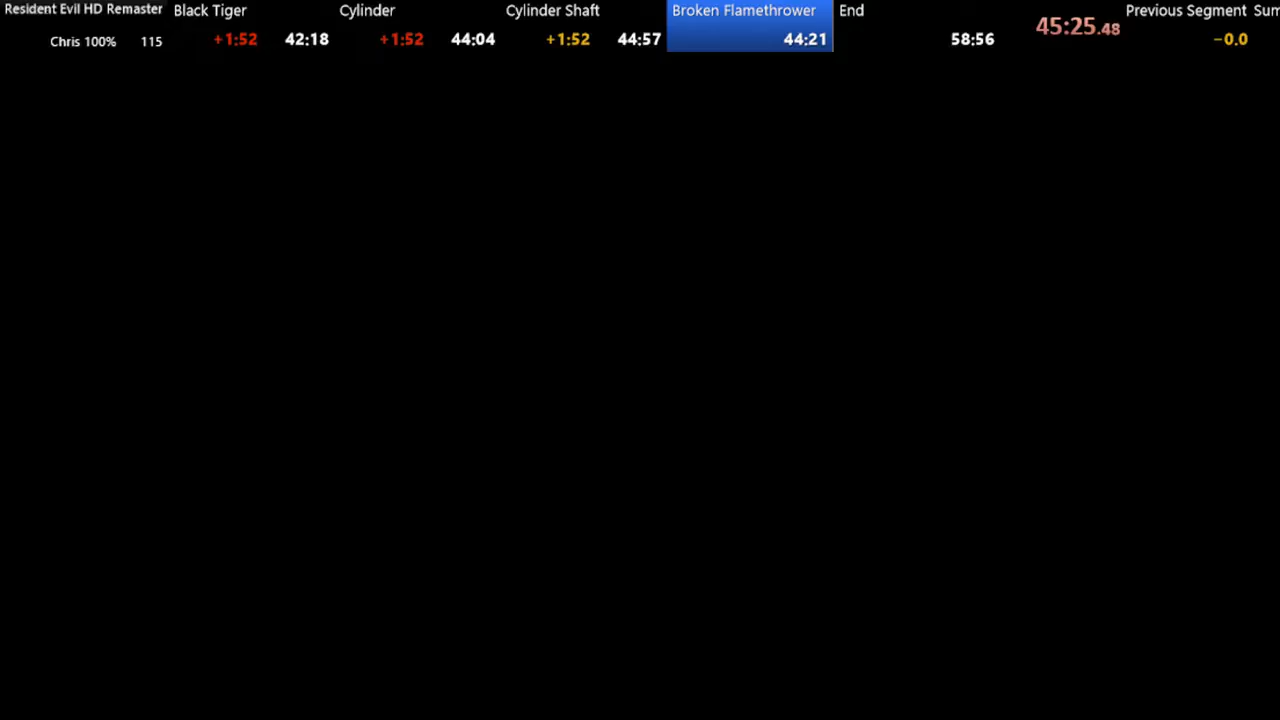 Resident Evil HD Remaster Black Tiger Cylinder Cylinder Shaft Broken Flamethrower End 45:25.48 Previous Segment Sum
Chris 100% 115 +1:52 42:18 +1:52 44:04 +1:52 44:57 44:21 58:56 −0.0